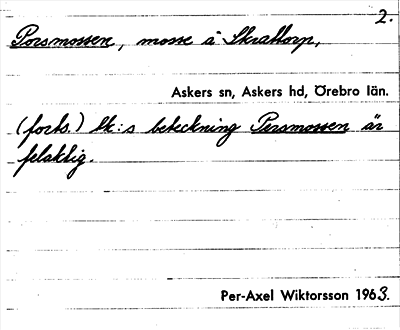 2.
Porsmossen, mosse å Skrattorp,
Askers sn, Askers hd, Örebro län.
(forts.) Ek:s beteckning Persmossen är
felaktig.
Per-Axel Wiktorsson 1963.